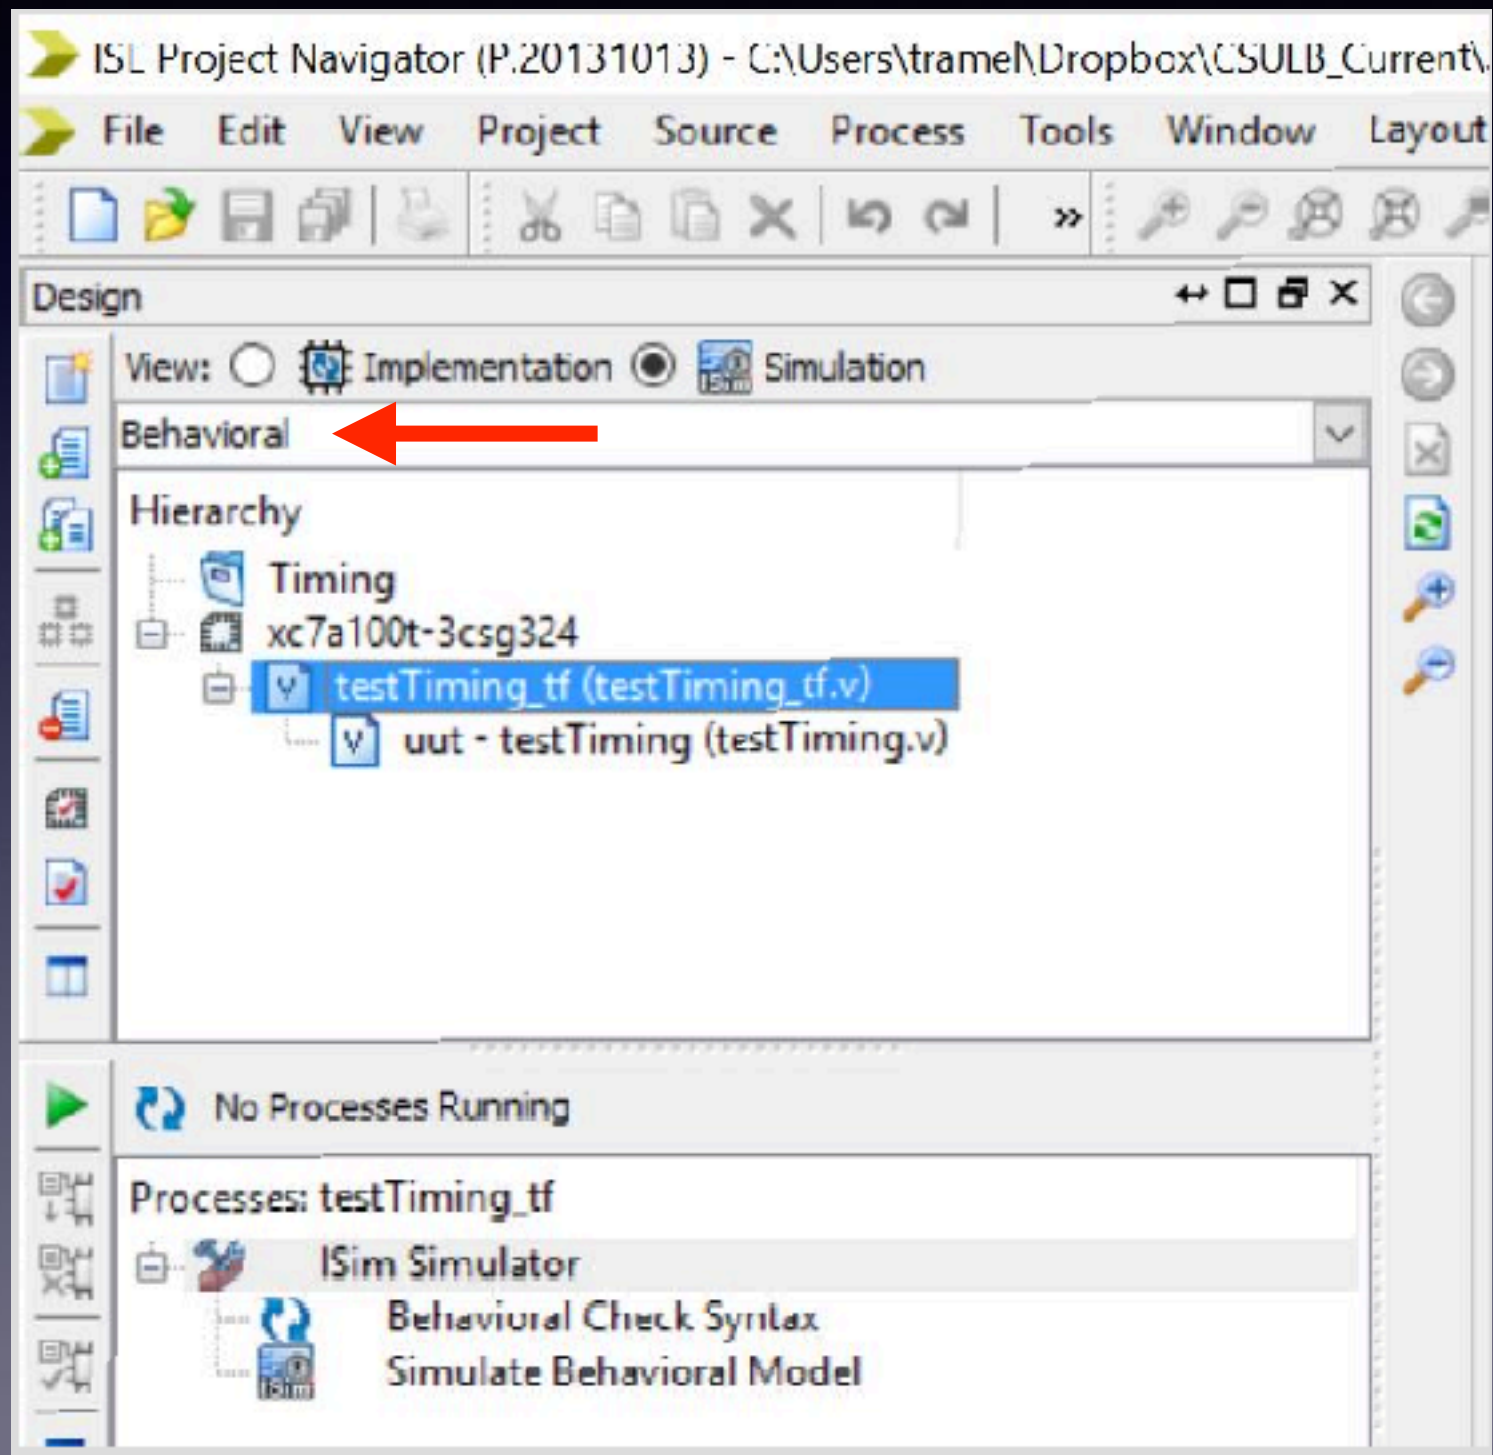 ISE Project Navigator (P.20131013) - C:\Users\tramel\Dropbox\CSULB_Current\.
File Edit View Project Source Process Tools Window Layout
Design
View: Implementation Simulation
Behavioral
Hierarchy
Timing
xc7a100t-3csg324
testTiming_tf (testTiming_tf.v)
uut - testTiming (testTiming.v)
No Processes Running
Processes: testTiming_tf
ISim Simulator
Behavioral Check Syntax
Simulate Behavioral Model